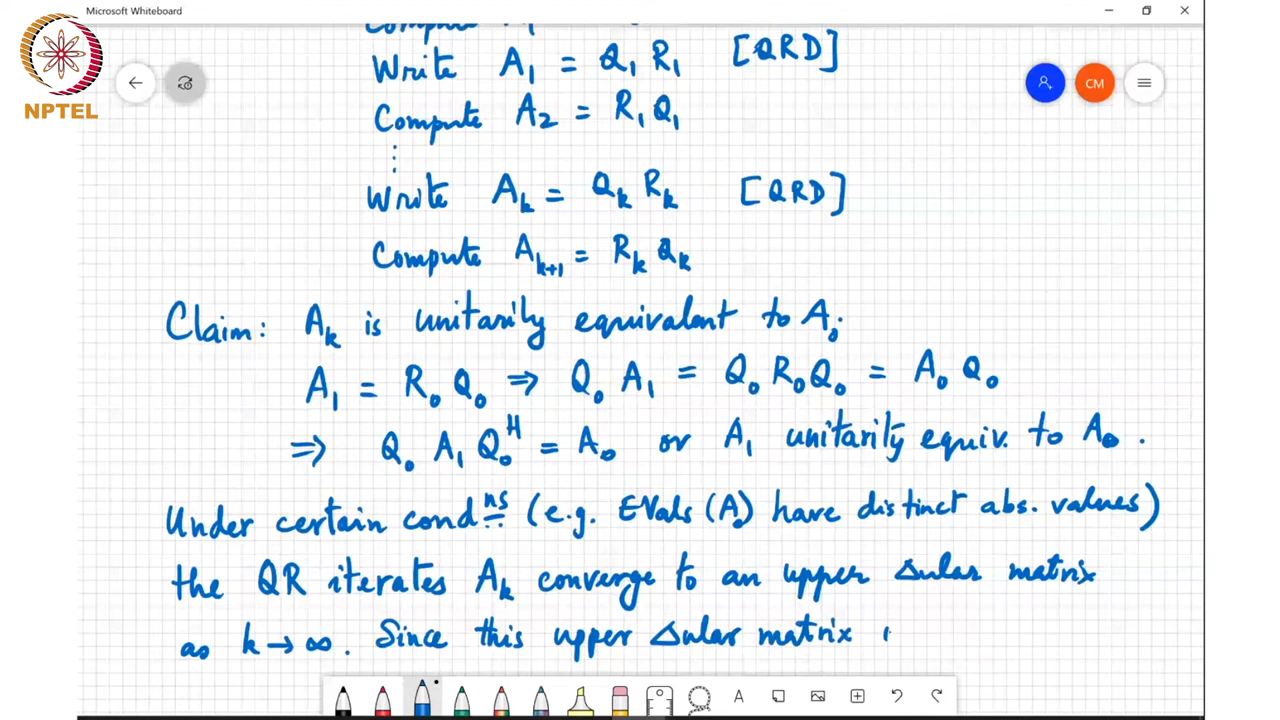 Microsoft Whiteboard
NPTEL
CM
Write A₁ = Q₁ R₁ [QRD]
Compute A₂ = R₁ Q₁
⋮
Write Aₖ = Qₖ Rₖ [QRD]
Compute Aₖ₊₁ = Rₖ Qₖ
Claim: Aₖ is unitarily equivalent to A₀.
A₁ = R₀ Q₀ ⇒ Q₀ A₁ = Q₀ R₀ Q₀ = A₀ Q₀
⇒ Q₀ A₁ Q₀ᴴ = A₀ or A₁ unitarity equiv. to A₀.
Under certain condⁿˢ (e.g. EVals (A₀) have distinct abs. values)
the QR iterates Aₖ converge to an upper Δular matrix
as k → ∞. Since this upper Δular matrix